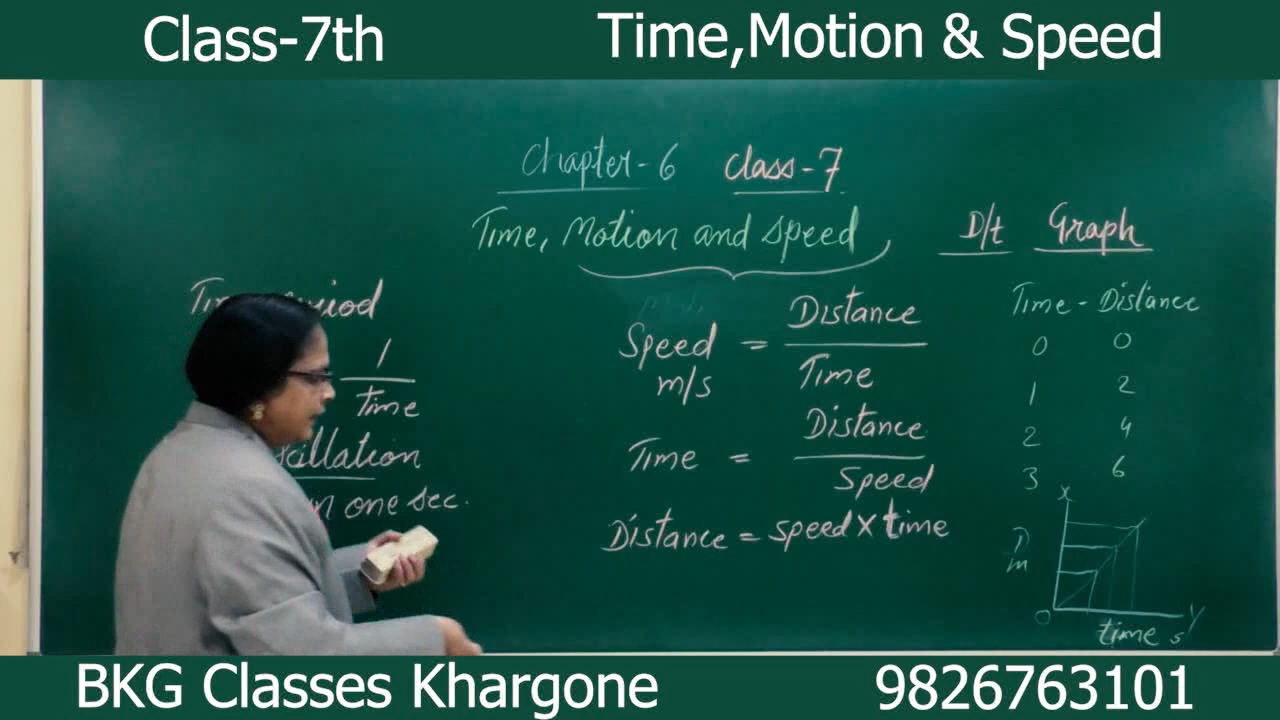 Class-7th
Time,Motion & Speed
Chapter-6 Class-7
Time, Motion and Speed
1
time
in one sec.
Speed = Distance
m/s Time
Time = Distance
Speed
Distance = speed X time
D/t Graph
Time - Distance
0 0
1 2
2 4
3 6
X
D
m
O
Y
time s
BKG Classes Khargone
9826763101